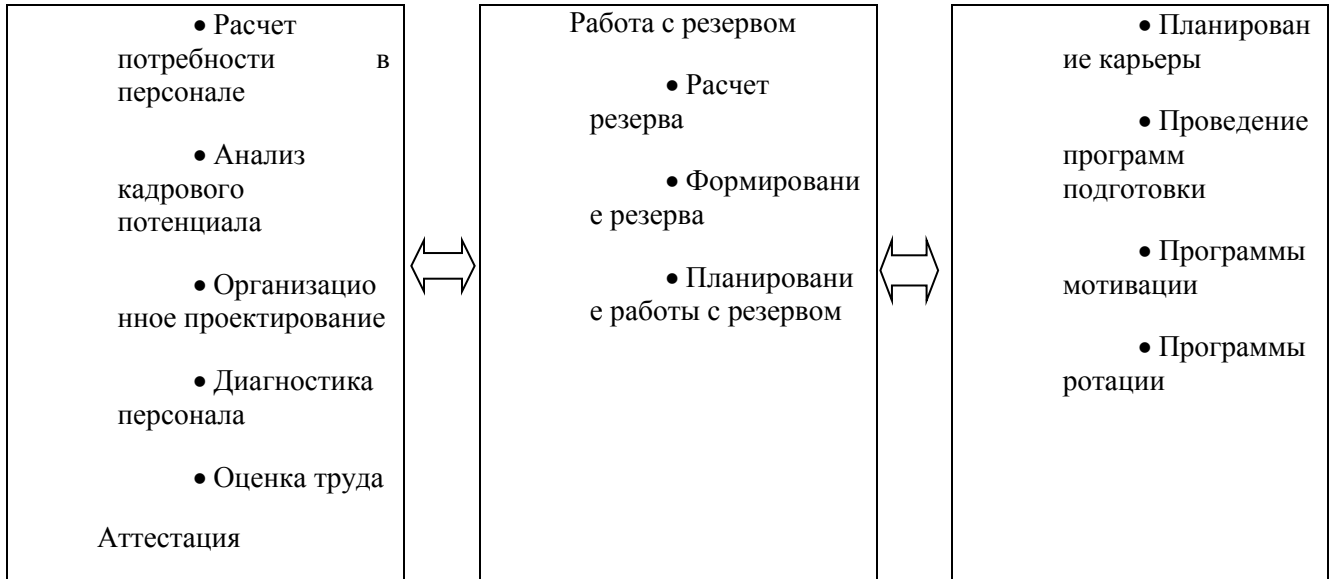 • Расчет
потребности в
персонале
• Анализ
кадрового
потенциала
• Организацио
нное проектирование
• Диагностика
персонала
• Оценка труда
Аттестация
Работа с резервом
• Расчет
резерва
• Формировани
е резерва
• Планировани
е работы с резервом
• Планирован
ие карьеры
• Проведение
программ
подготовки
• Программы
мотивации
• Программы
ротации